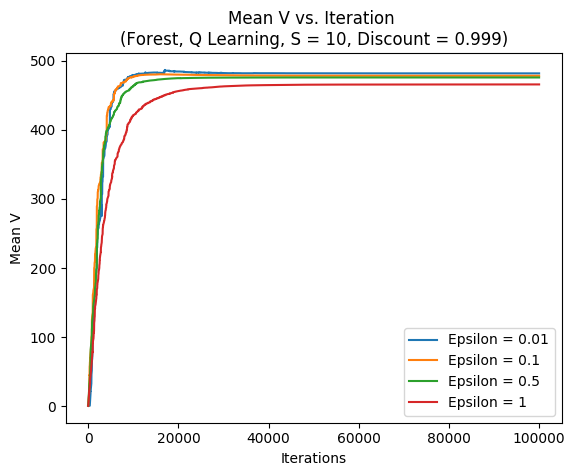 Mean V vs. Iteration
(Forest, Q Learning, S = 10, Discount = 0.999)
Mean V
500
400
300
200
100
0
0 20000 40000 60000 80000 100000
Iterations
Epsilon = 0.01
Epsilon = 0.1
Epsilon = 0.5
Epsilon = 1